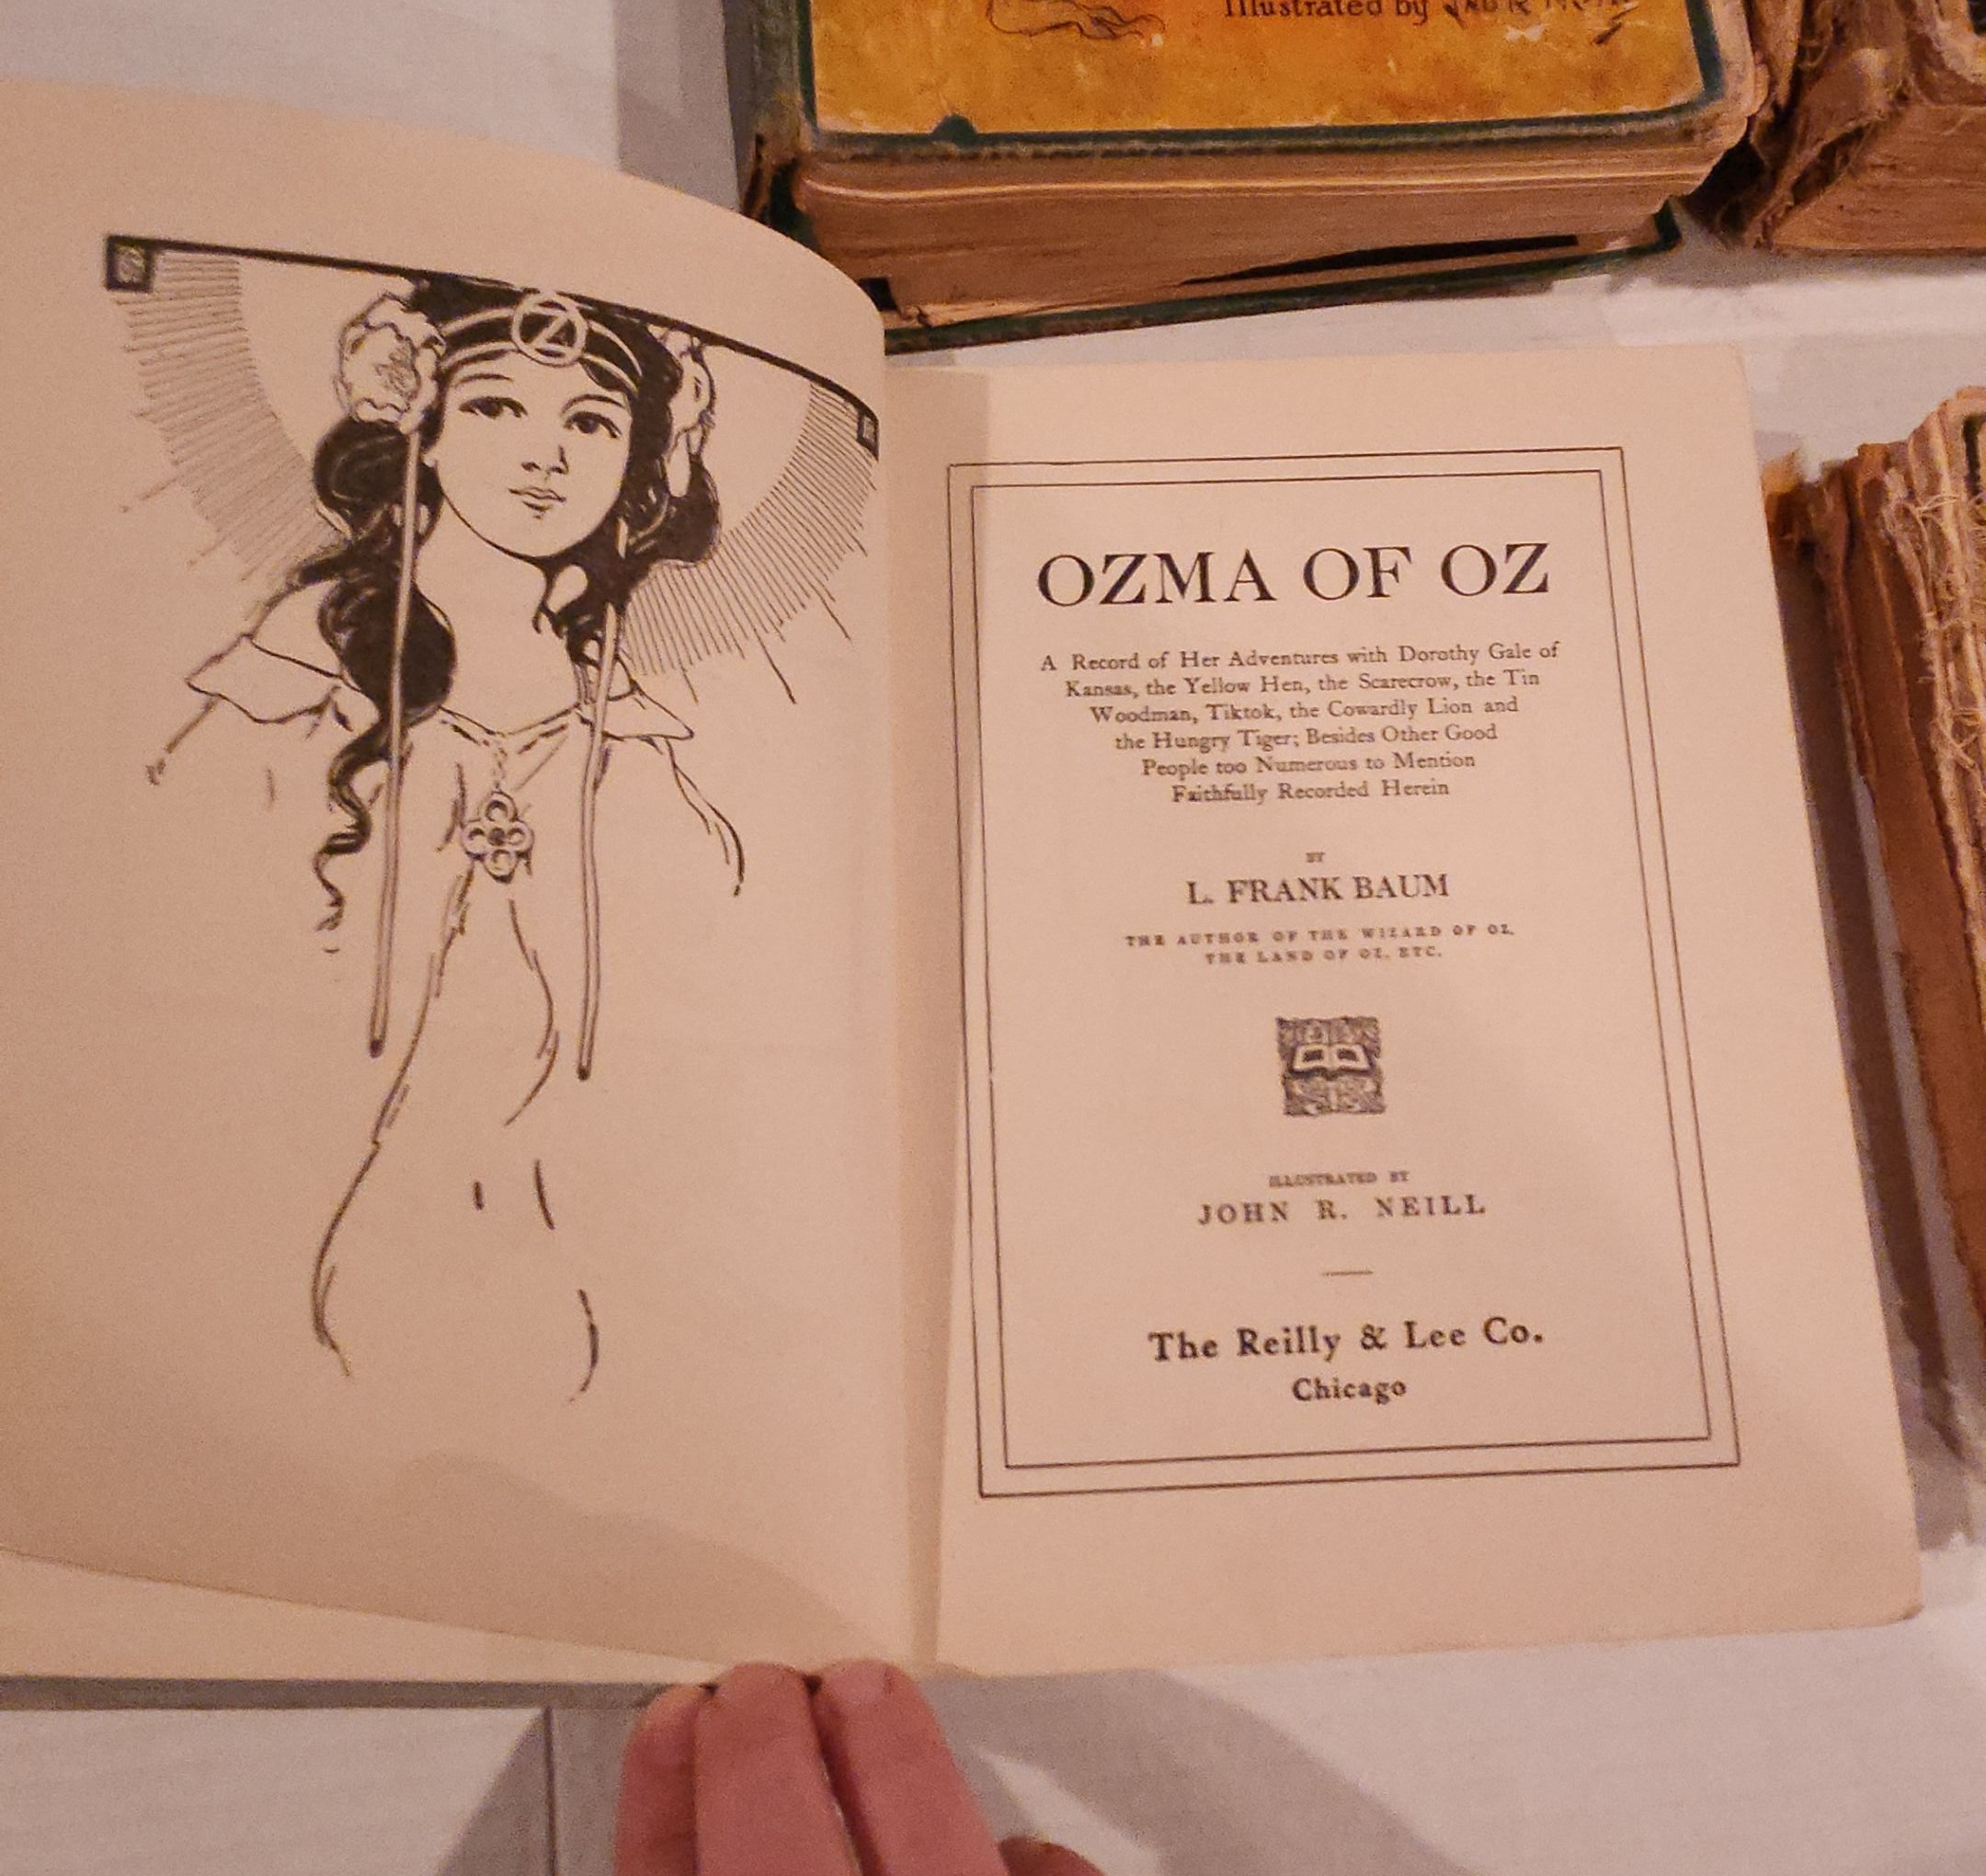 Illustrated by
Z
OZMA OF OZ
A Record of Her Adventures with Dorothy Gale of
Kansas, the Yellow Hen, the Scarecrow, the Tin
Woodman, Tiktok, the Cowardly Lion and
the Hungry Tiger; Besides Other Good
People too Numerous to Mention
Faithfully Recorded Herein
BY
L. FRANK BAUM
THE AUTHOR OF THE WIZARD OF OZ,
THE LAND OF OZ, ETC.
ILLUSTRATED BY
JOHN R. NEILL
The Reilly & Lee Co.
Chicago